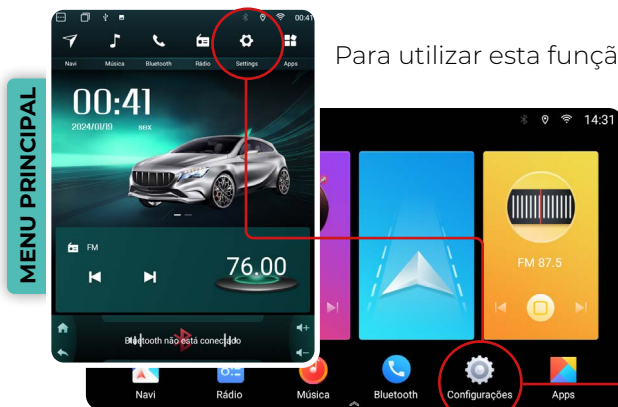 00:41
Navi Música Bluetooth Rádio Settings Apps
Para utilizar esta funçã
MENU PRINCIPAL
00:41
2024/01/19 sex
14:31
FM
76.00
FM 87.5
Bluetooth não está conectado
Navi Rádio Música Bluetooth Configurações Apps